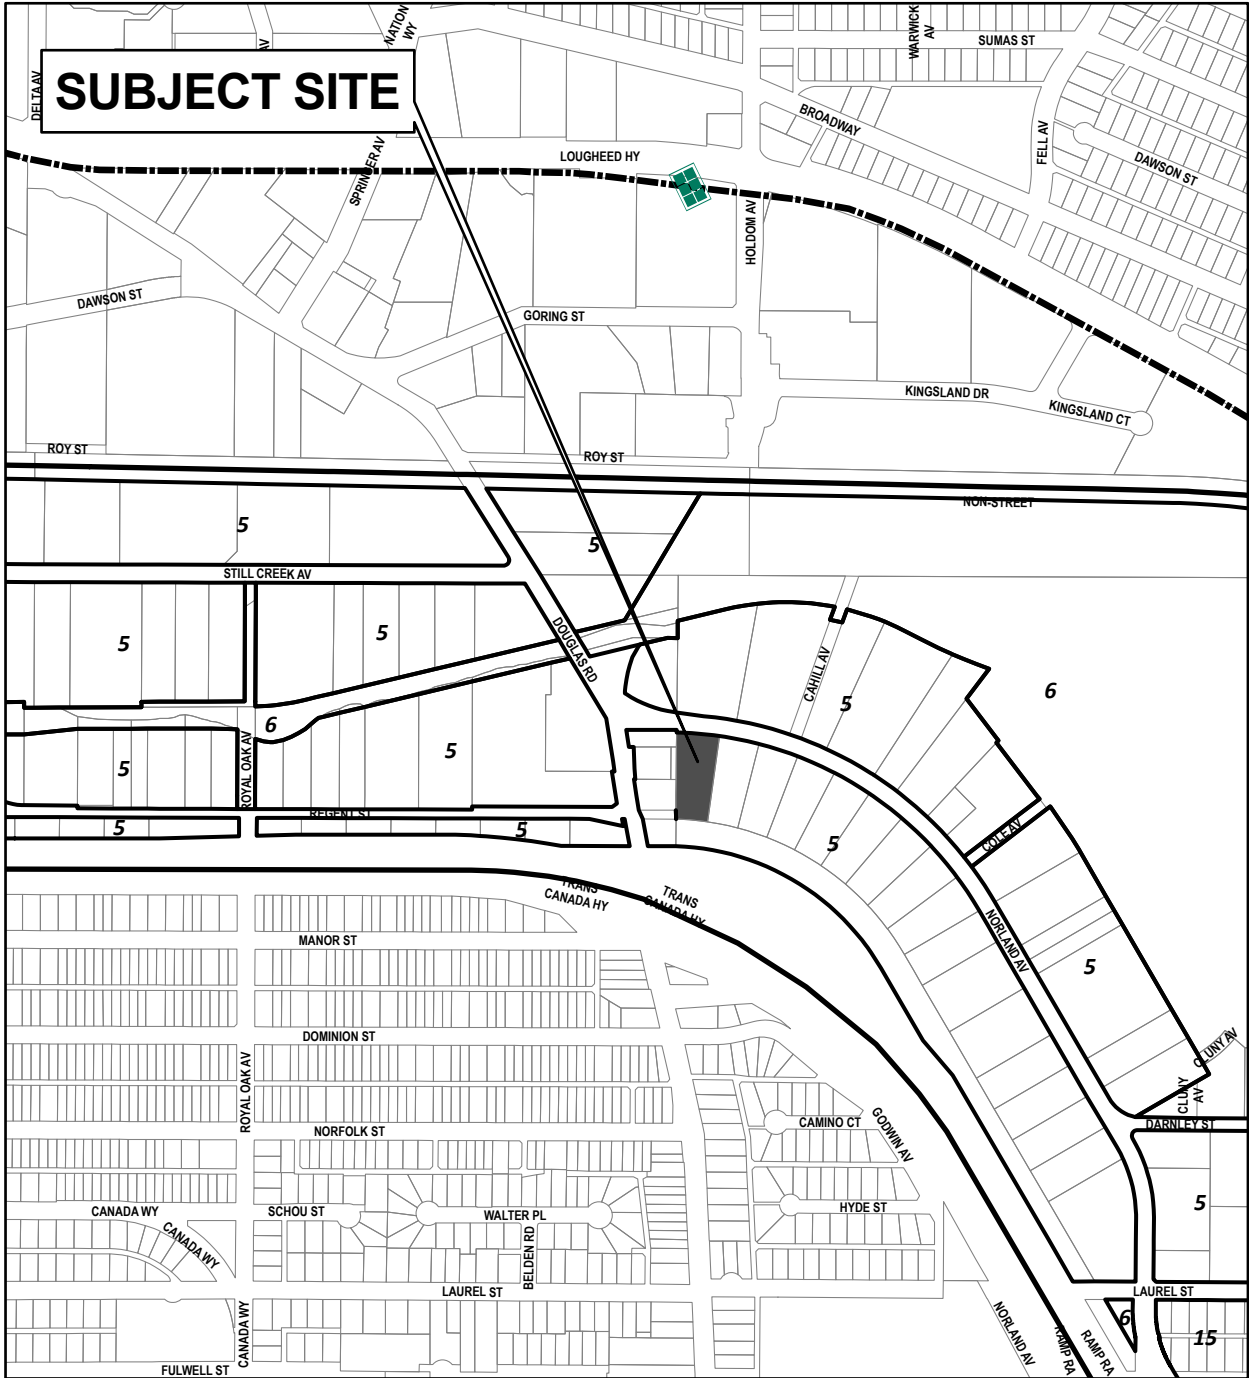 NATION
WY
WARWICK
AV
SUMAS ST
AV
DELTA AV
SUBJECT SITE
BROADWAY
FELL AV
LOUGHEED HY
SPRINGER AV
DAWSON ST
HOLDOM AV
DAWSON ST
GORING ST
KINGSLAND DR
KINGSLAND CT
ROY ST
ROY ST
NON-STREET
5
5
STILL CREEK AV
5
5
DOUGLAS RD
CAHILL AV
5
6
6
5
5
ROYAL OAK AV
REGENT ST
5
5
5
COLE AV
TRANS
CANADA HY
TRANS
CANADA HY
NORLAND AV
MANOR ST
5
DOMINION ST
CLUNY AV
ROYAL OAK AV
CLUNY
AV
NORFOLK ST
CAMINO CT
GODWIN AV
DARNLEY ST
CANADA WY
SCHOU ST
WALTER PL
HYDE ST
5
CANADA WY
BELDEN RD
LAUREL ST
LAUREL ST
NORLAND AV
6
15
CANADA WY
RAMP RA
RAMP RA
FULWELL ST